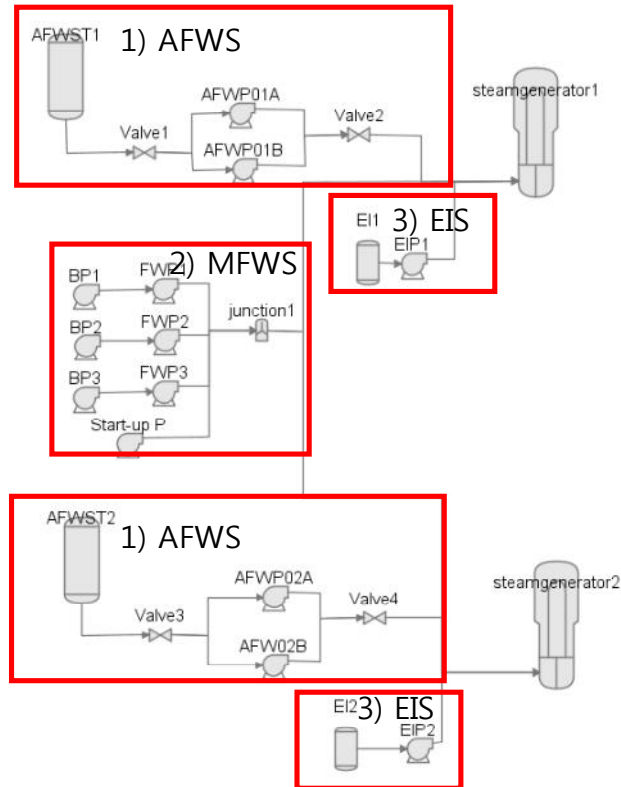 AFWST1
1) AFWS
steamgenerator1
AFWP01A
Valve1
Valve2
AFWP01B
EI1
3) EIS
EIP1
2) MFWS
BP1
FWP1
junction1
BP2
FWP2
BP3
FWP3
Start-up P
AFWST2
1) AFWS
steamgenerator2
AFWP02A
Valve3
Valve4
AFW02B
EI2
3) EIS
EIP2